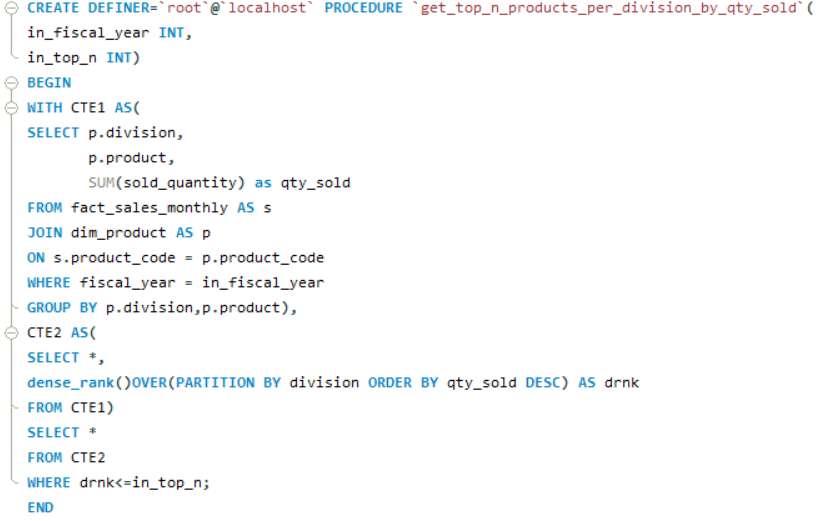 CREATE DEFINER=`root`@`localhost` PROCEDURE `get_top_n_products_per_division_by_qty_sold`(
in_fiscal_year INT,
in_top_n INT)
BEGIN
WITH CTE1 AS(
SELECT p.division,
p.product,
SUM(sold_quantity) as qty_sold
FROM fact_sales_monthly AS s
JOIN dim_product AS p
ON s.product_code = p.product_code
WHERE fiscal_year = in_fiscal_year
GROUP BY p.division,p.product),
CTE2 AS(
SELECT *,
dense_rank()OVER(PARTITION BY division ORDER BY qty_sold DESC) AS drnk
FROM CTE1)
SELECT *
FROM CTE2
WHERE drnk<=in_top_n;
END